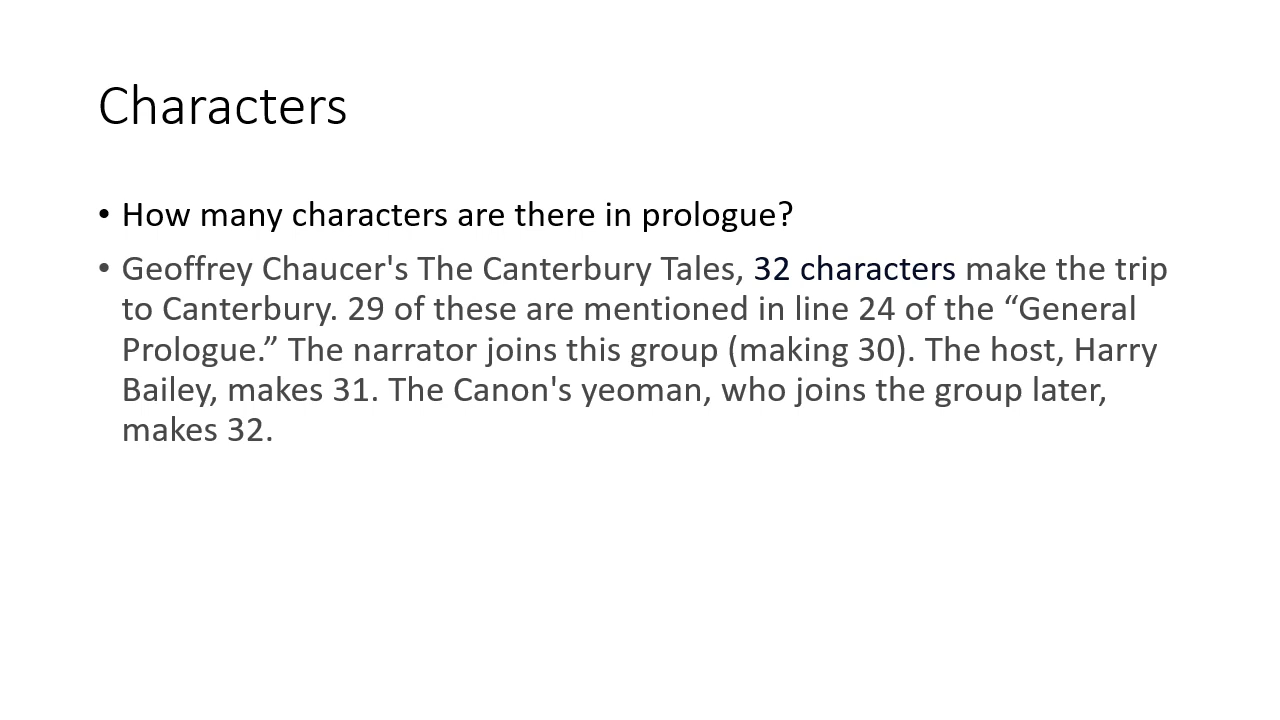 Characters
• How many characters are there in prologue?
• Geoffrey Chaucer's The Canterbury Tales, 32 characters make the trip
to Canterbury. 29 of these are mentioned in line 24 of the “General
Prologue.” The narrator joins this group (making 30). The host, Harry
Bailey, makes 31. The Canon's yeoman, who joins the group later,
makes 32.